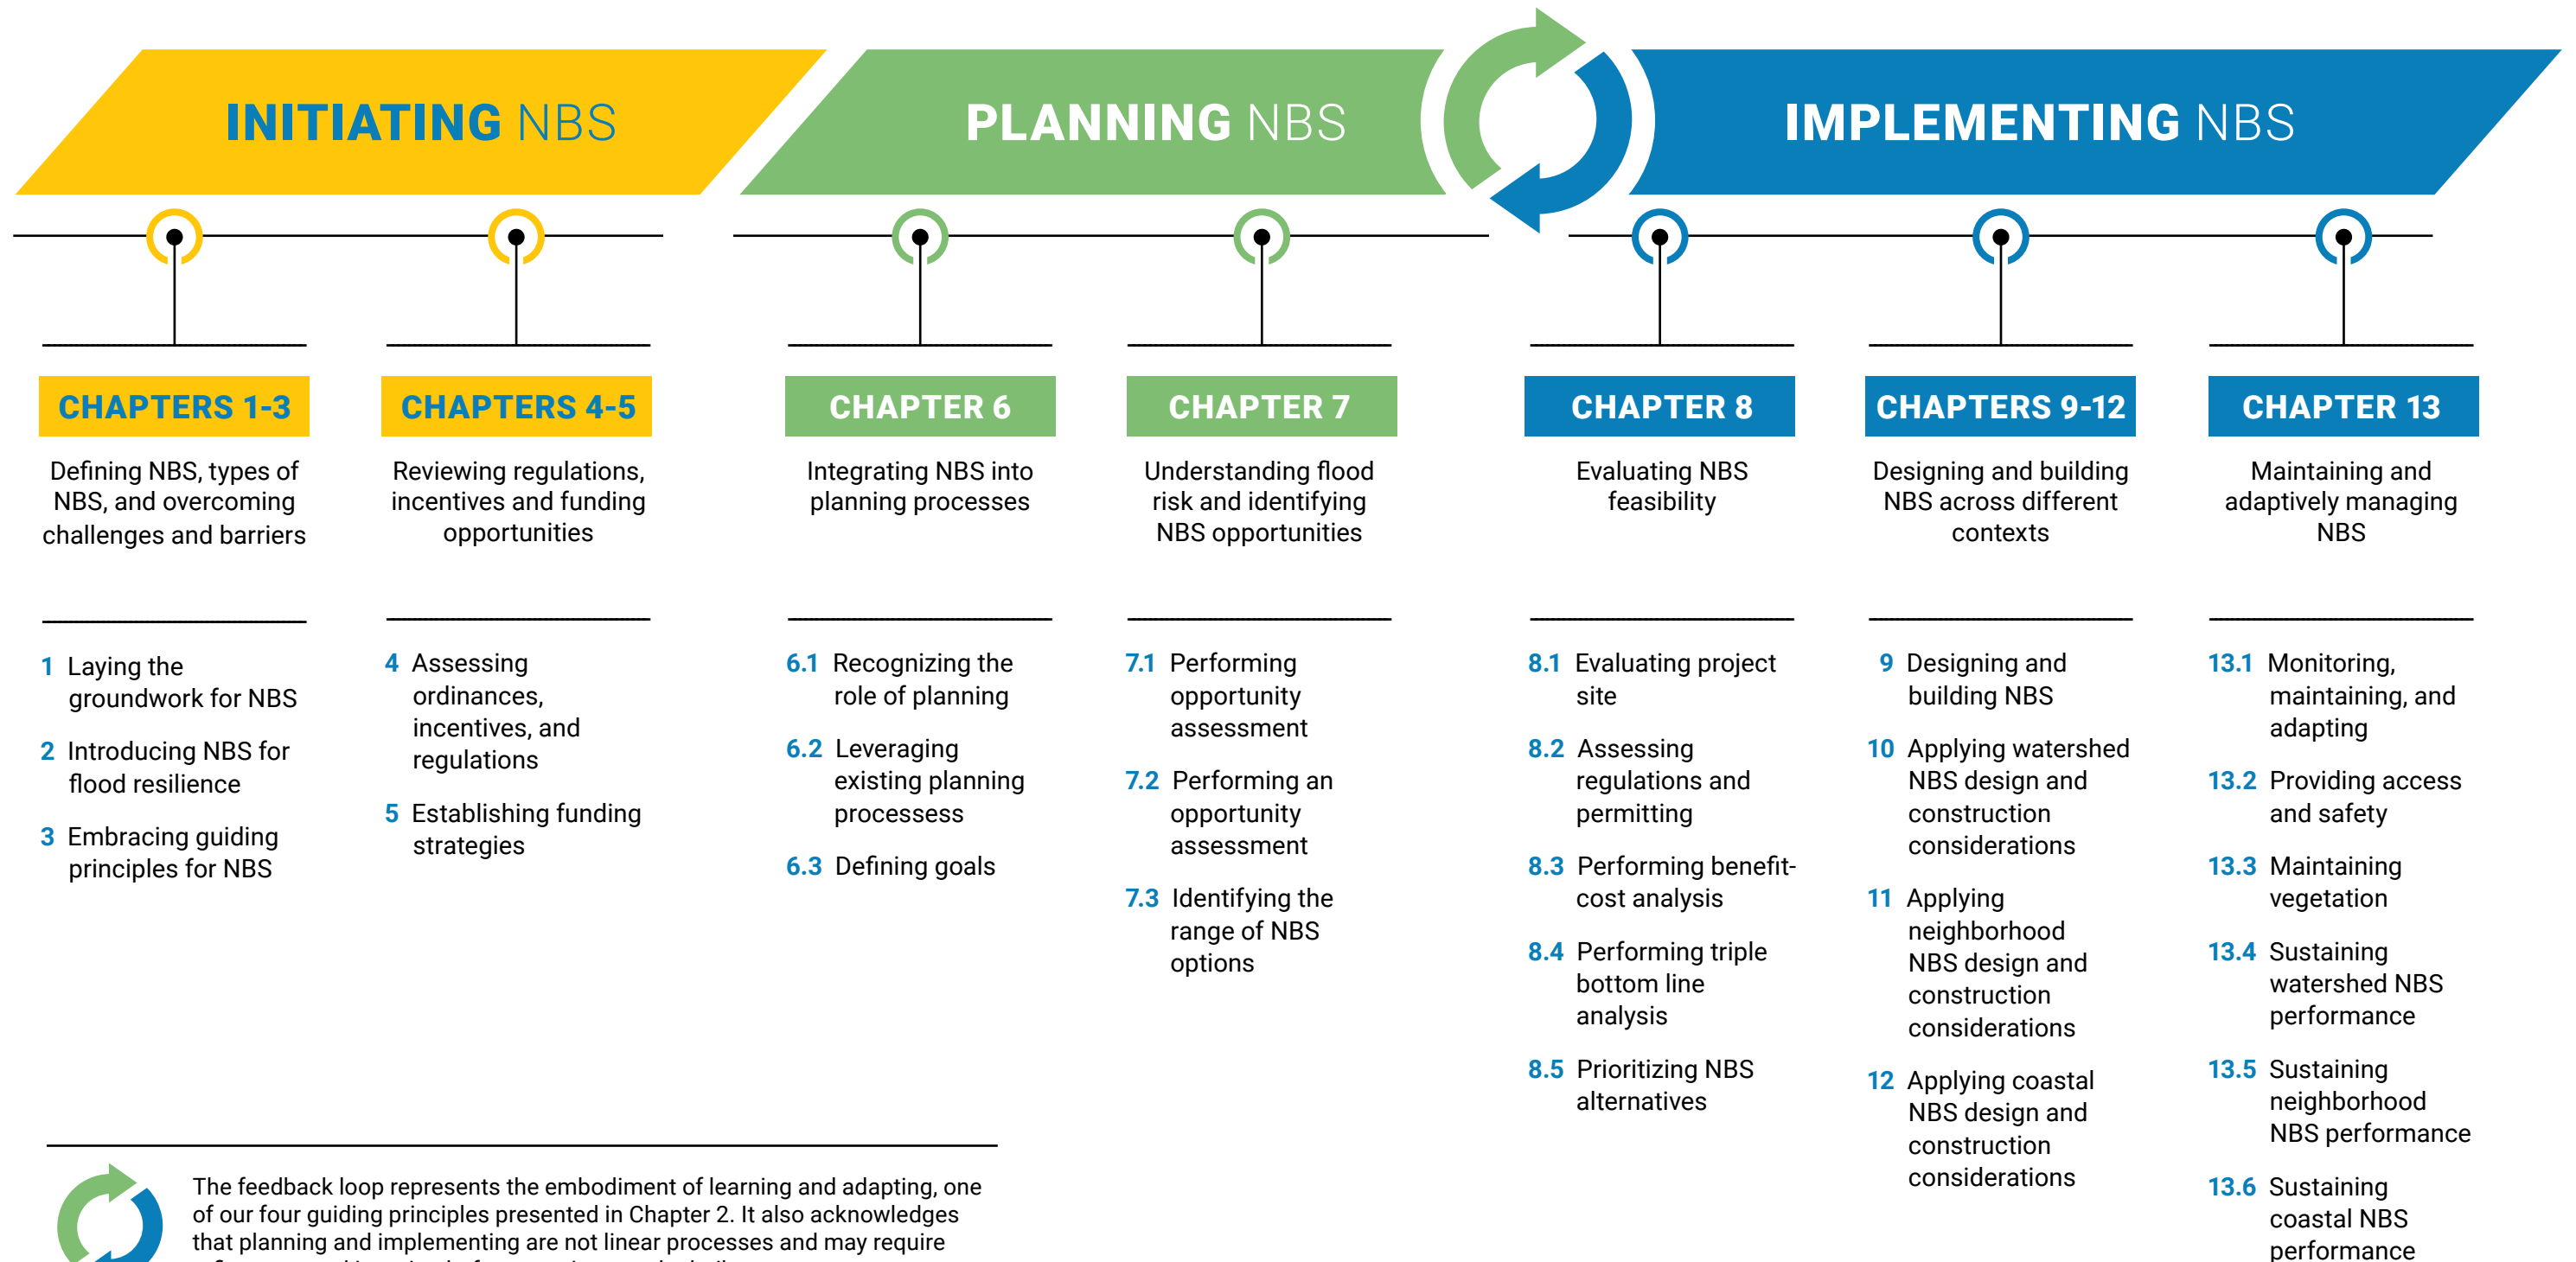 INITIATING NBS
PLANNING NBS
IMPLEMENTING NBS
CHAPTERS 1-3
Defining NBS, types of
NBS, and overcoming
challenges and barriers
1 Laying the
groundwork for NBS
2 Introducing NBS for
flood resilience
3 Embracing guiding
principles for NBS
CHAPTERS 4-5
Reviewing regulations,
incentives and funding
opportunities
4 Assessing
ordinances,
incentives, and
regulations
5 Establishing funding
strategies
CHAPTER 6
Integrating NBS into
planning processes
6.1 Recognizing the
role of planning
6.2 Leveraging
existing planning
processess
6.3 Defining goals
CHAPTER 7
Understanding flood
risk and identifying
NBS opportunities
7.1 Performing
opportunity
assessment
7.2 Performing an
opportunity
assessment
7.3 Identifying the
range of NBS
options
CHAPTER 8
Evaluating NBS
feasibility
8.1 Evaluating project
site
8.2 Assessing
regulations and
permitting
8.3 Performing benefit-
cost analysis
8.4 Performing triple
bottom line
analysis
8.5 Prioritizing NBS
alternatives
CHAPTERS 9-12
Designing and building
NBS across different
contexts
9 Designing and
building NBS
10 Applying watershed
NBS design and
construction
considerations
11 Applying
neighborhood
NBS design and
construction
considerations
12 Applying coastal
NBS design and
construction
considerations
CHAPTER 13
Maintaining and
adaptively managing
NBS
13.1 Monitoring,
maintaining, and
adapting
13.2 Providing access
and safety
13.3 Maintaining
vegetation
13.4 Sustaining
watershed NBS
performance
13.5 Sustaining
neighborhood
NBS performance
13.6 Sustaining
coastal NBS
performance
The feedback loop represents the embodiment of learning and adapting, one
of our four guiding principles presented in Chapter 2. It also acknowledges
that planning and implementing are not linear processes and may require